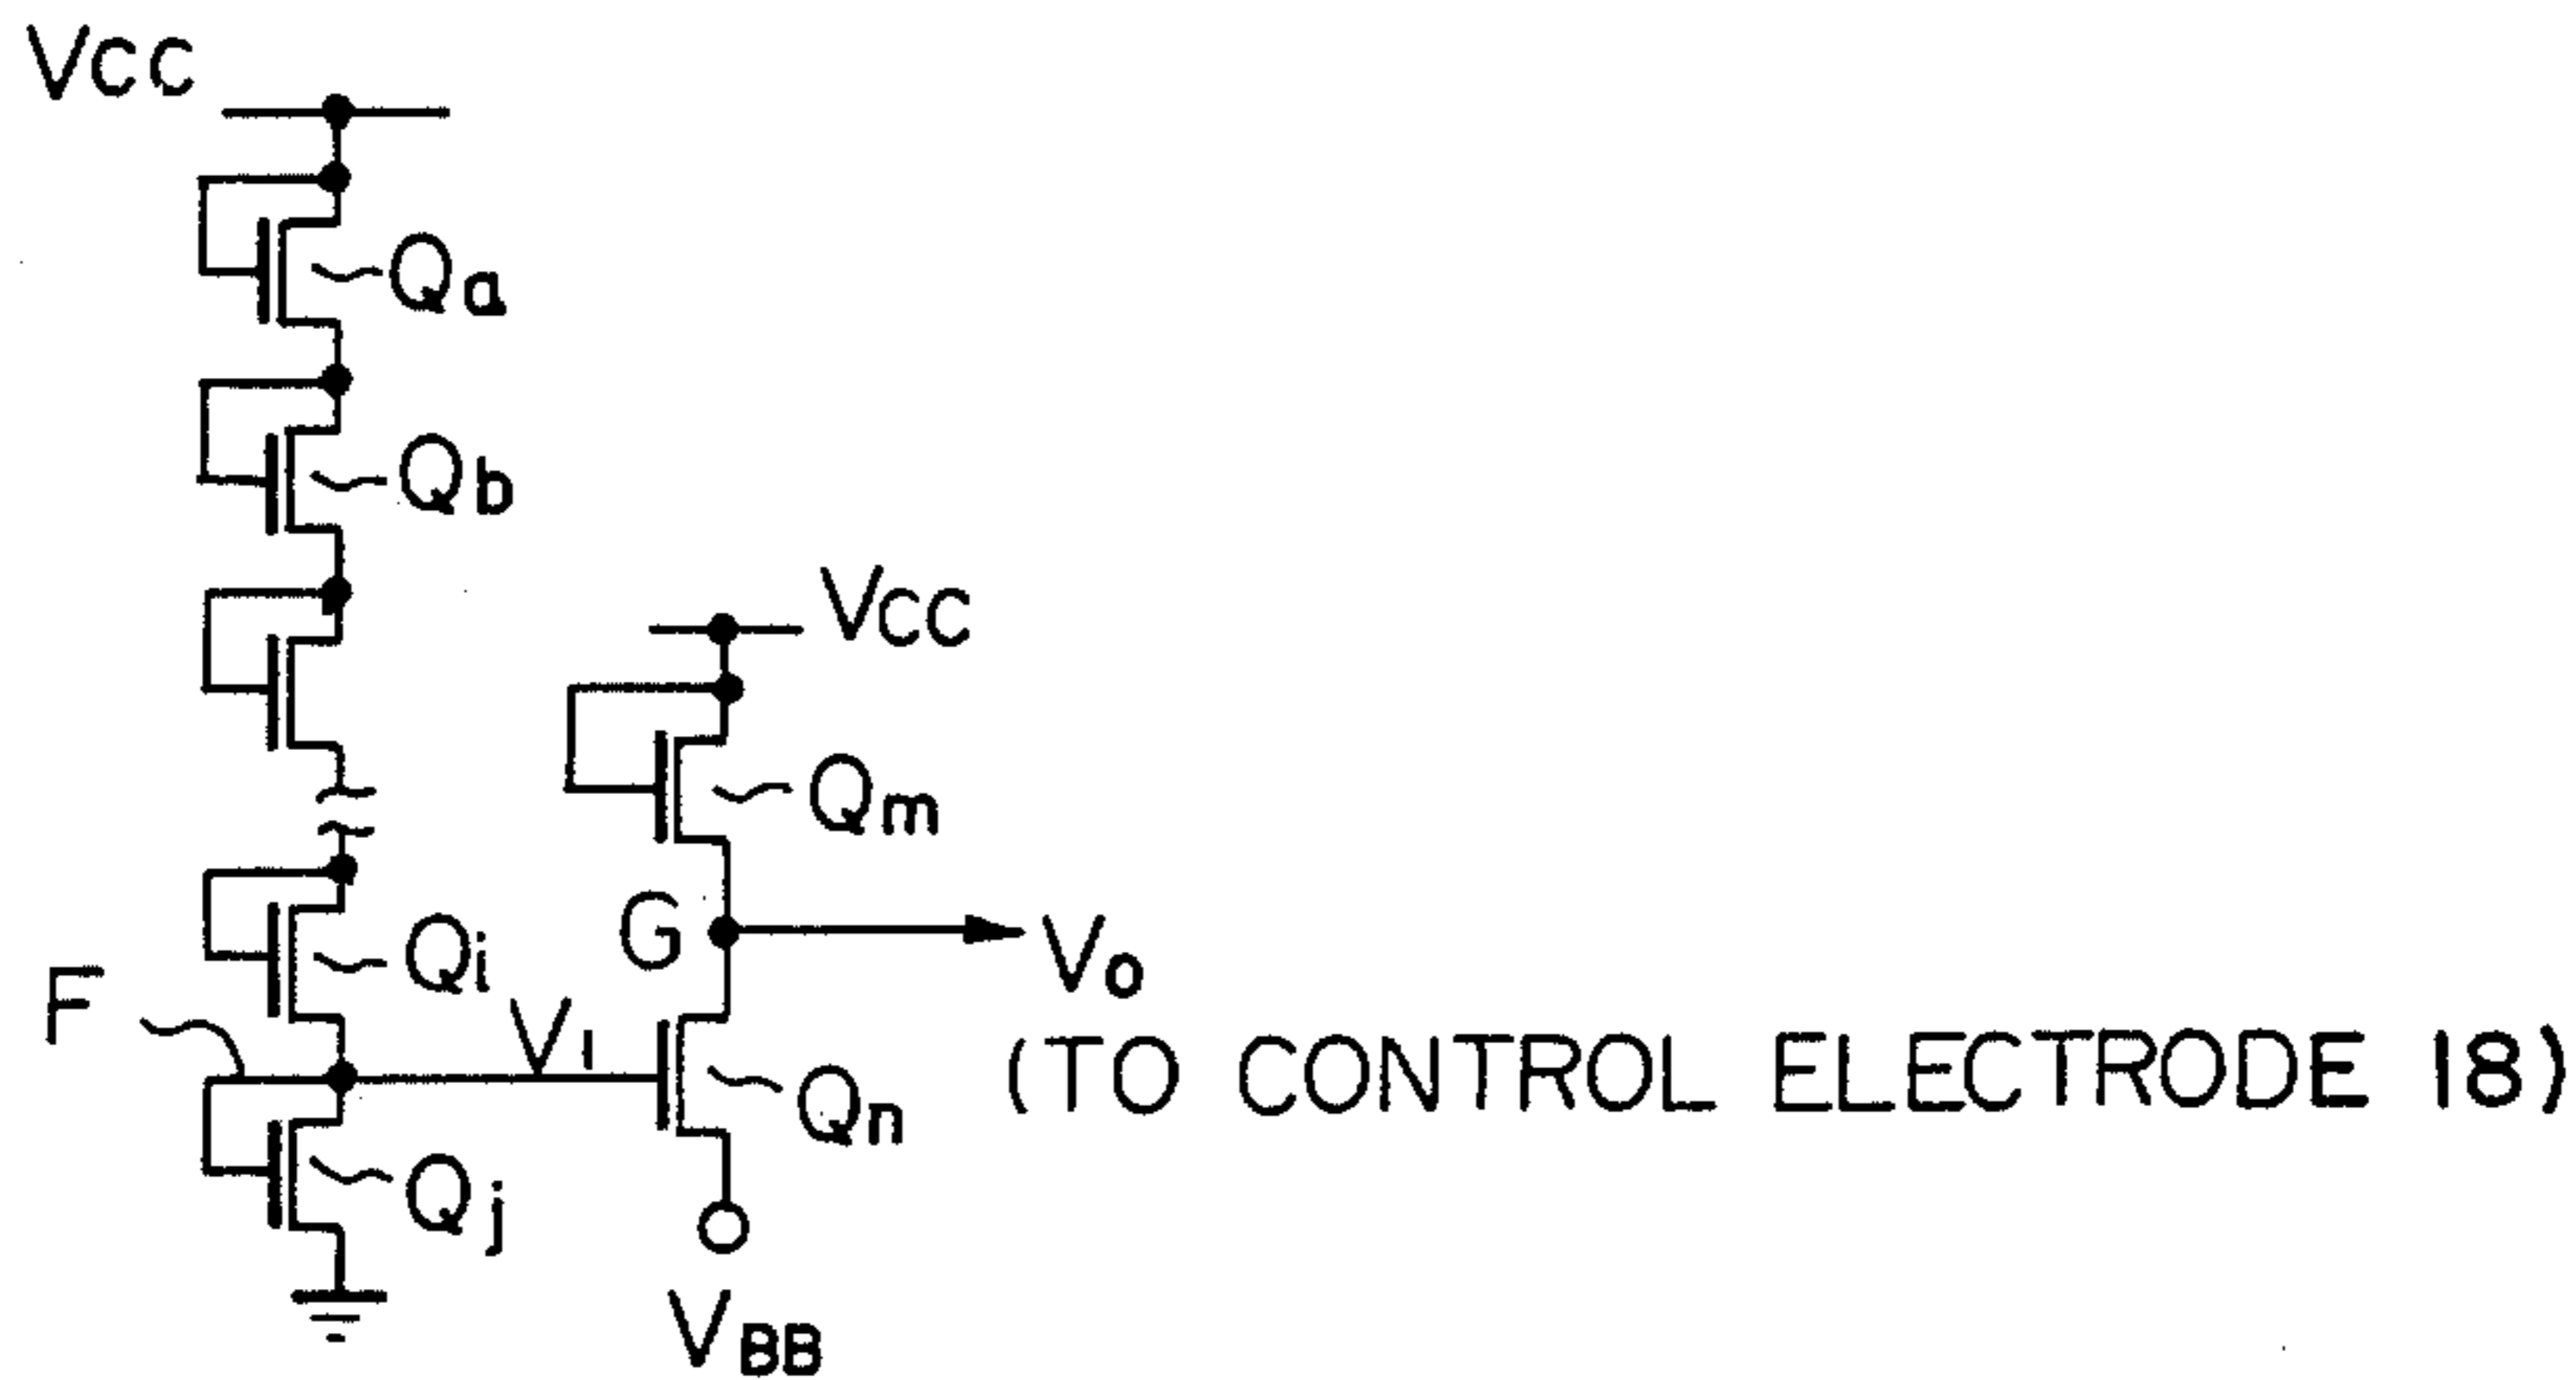 VCC
Qa
Qb
VCC
Qm
G
Vo
Qi
F
V1
(TO CONTROL ELECTRODE 18)
Qn
Qj
VBB